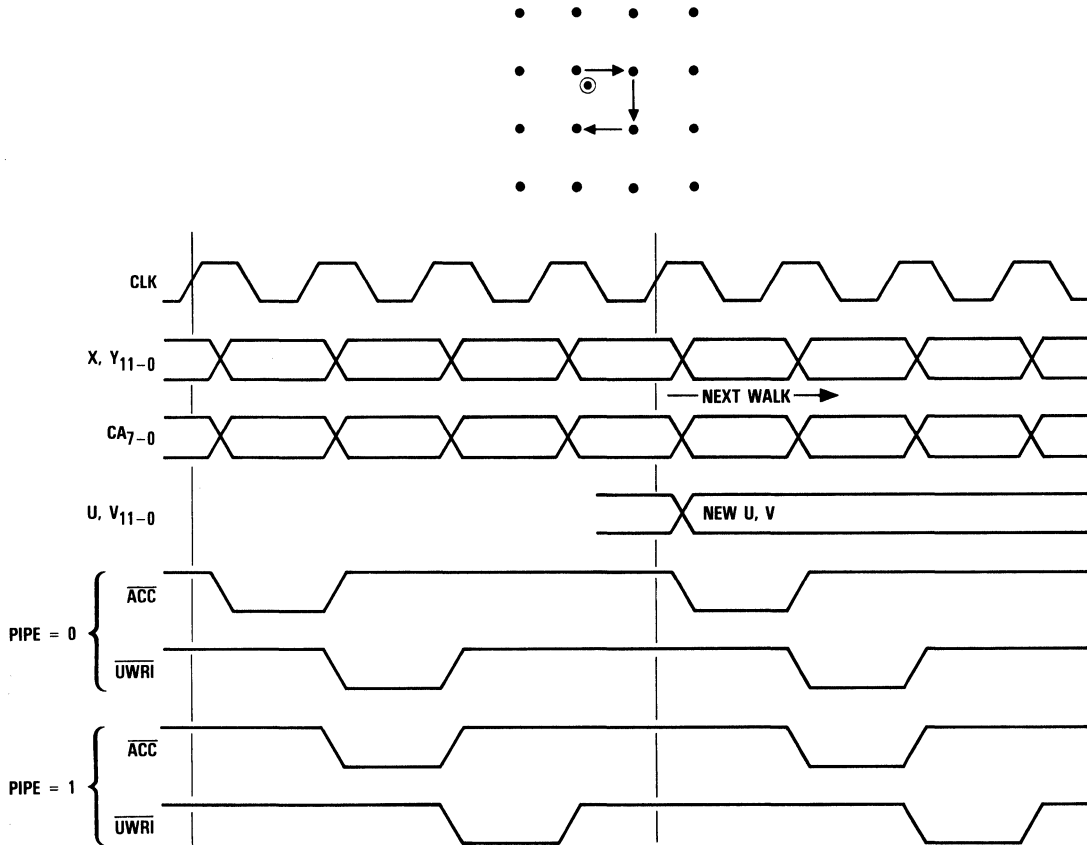 CLK
X, Y11–0
NEXT WALK
CA7–0
U, V11–0
NEW U, V
ACC
PIPE = 0
UWRI
ACC
PIPE = 1
UWRI